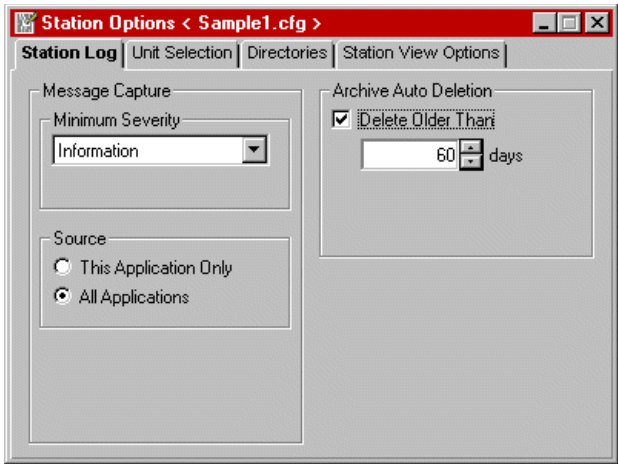 Station Options < Sample1.cfg >
Station Log Unit Selection Directories Station View Options
Message Capture
Minimum Severity
Information
Source
This Application Only
All Applications
Archive Auto Deletion
Delete Older Than
60 days